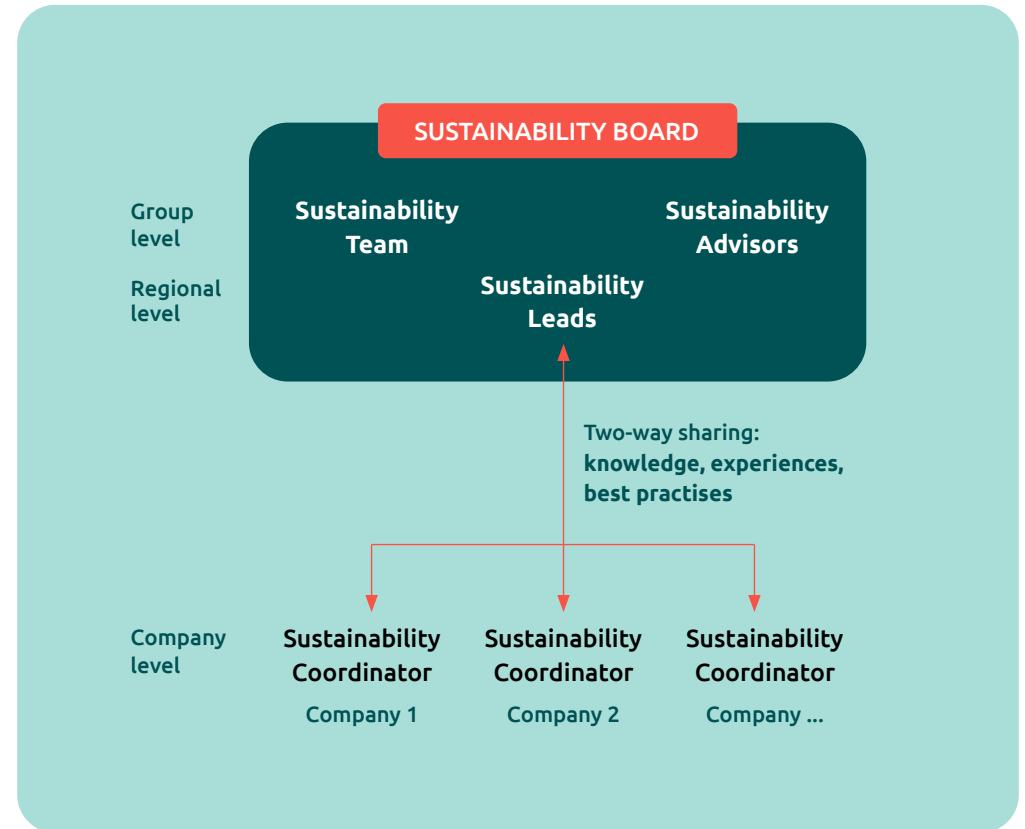 SUSTAINABILITY BOARD
Group
level
Sustainability
Team
Sustainability
Advisors
Regional
level
Sustainability
Leads
Two-way sharing:
knowledge, experiences,
best practises
Company
level
Sustainability
Coordinator
Company 1
Sustainability
Coordinator
Company 2
Sustainability
Coordinator
Company ...